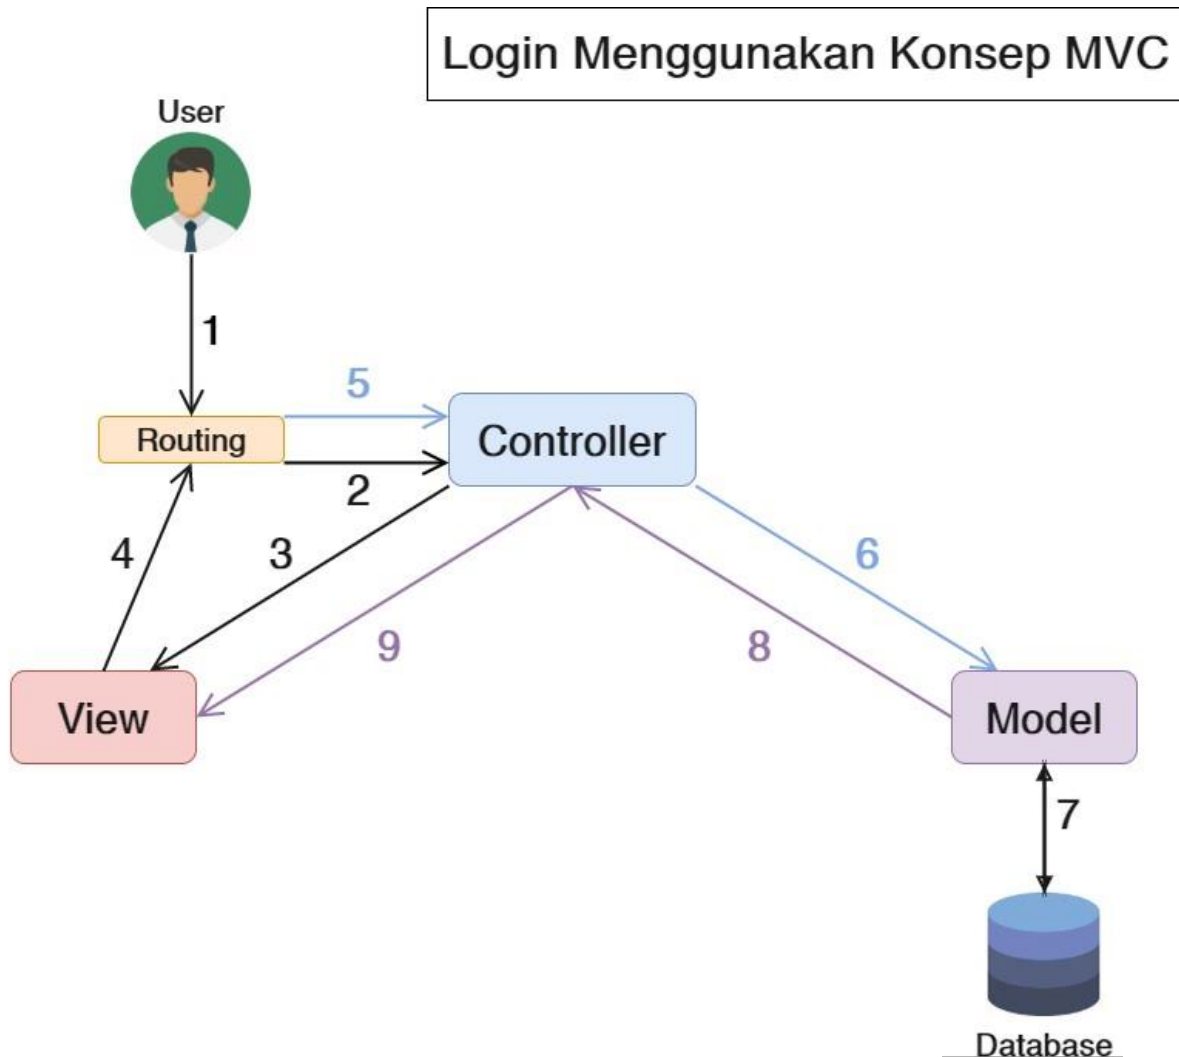 Login Menggunakan Konsep MVC
User
1
5
Routing
Controller
2
4
3
6
9
8
View
Model
7
Database